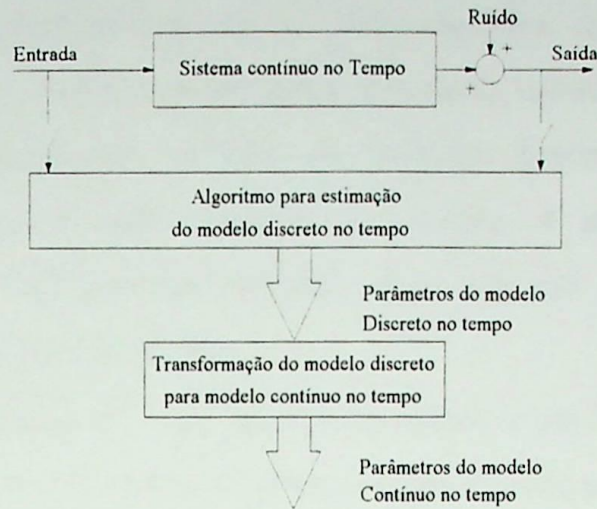 Ruído
Entrada
Sistema contínuo no Tempo
+
Saída
+
Algoritmo para estimação
do modelo discreto no tempo
Parâmetros do modelo
Discreto no tempo
Transformação do modelo discreto
para modelo contínuo no tempo
Parâmetros do modelo
Contínuo no tempo